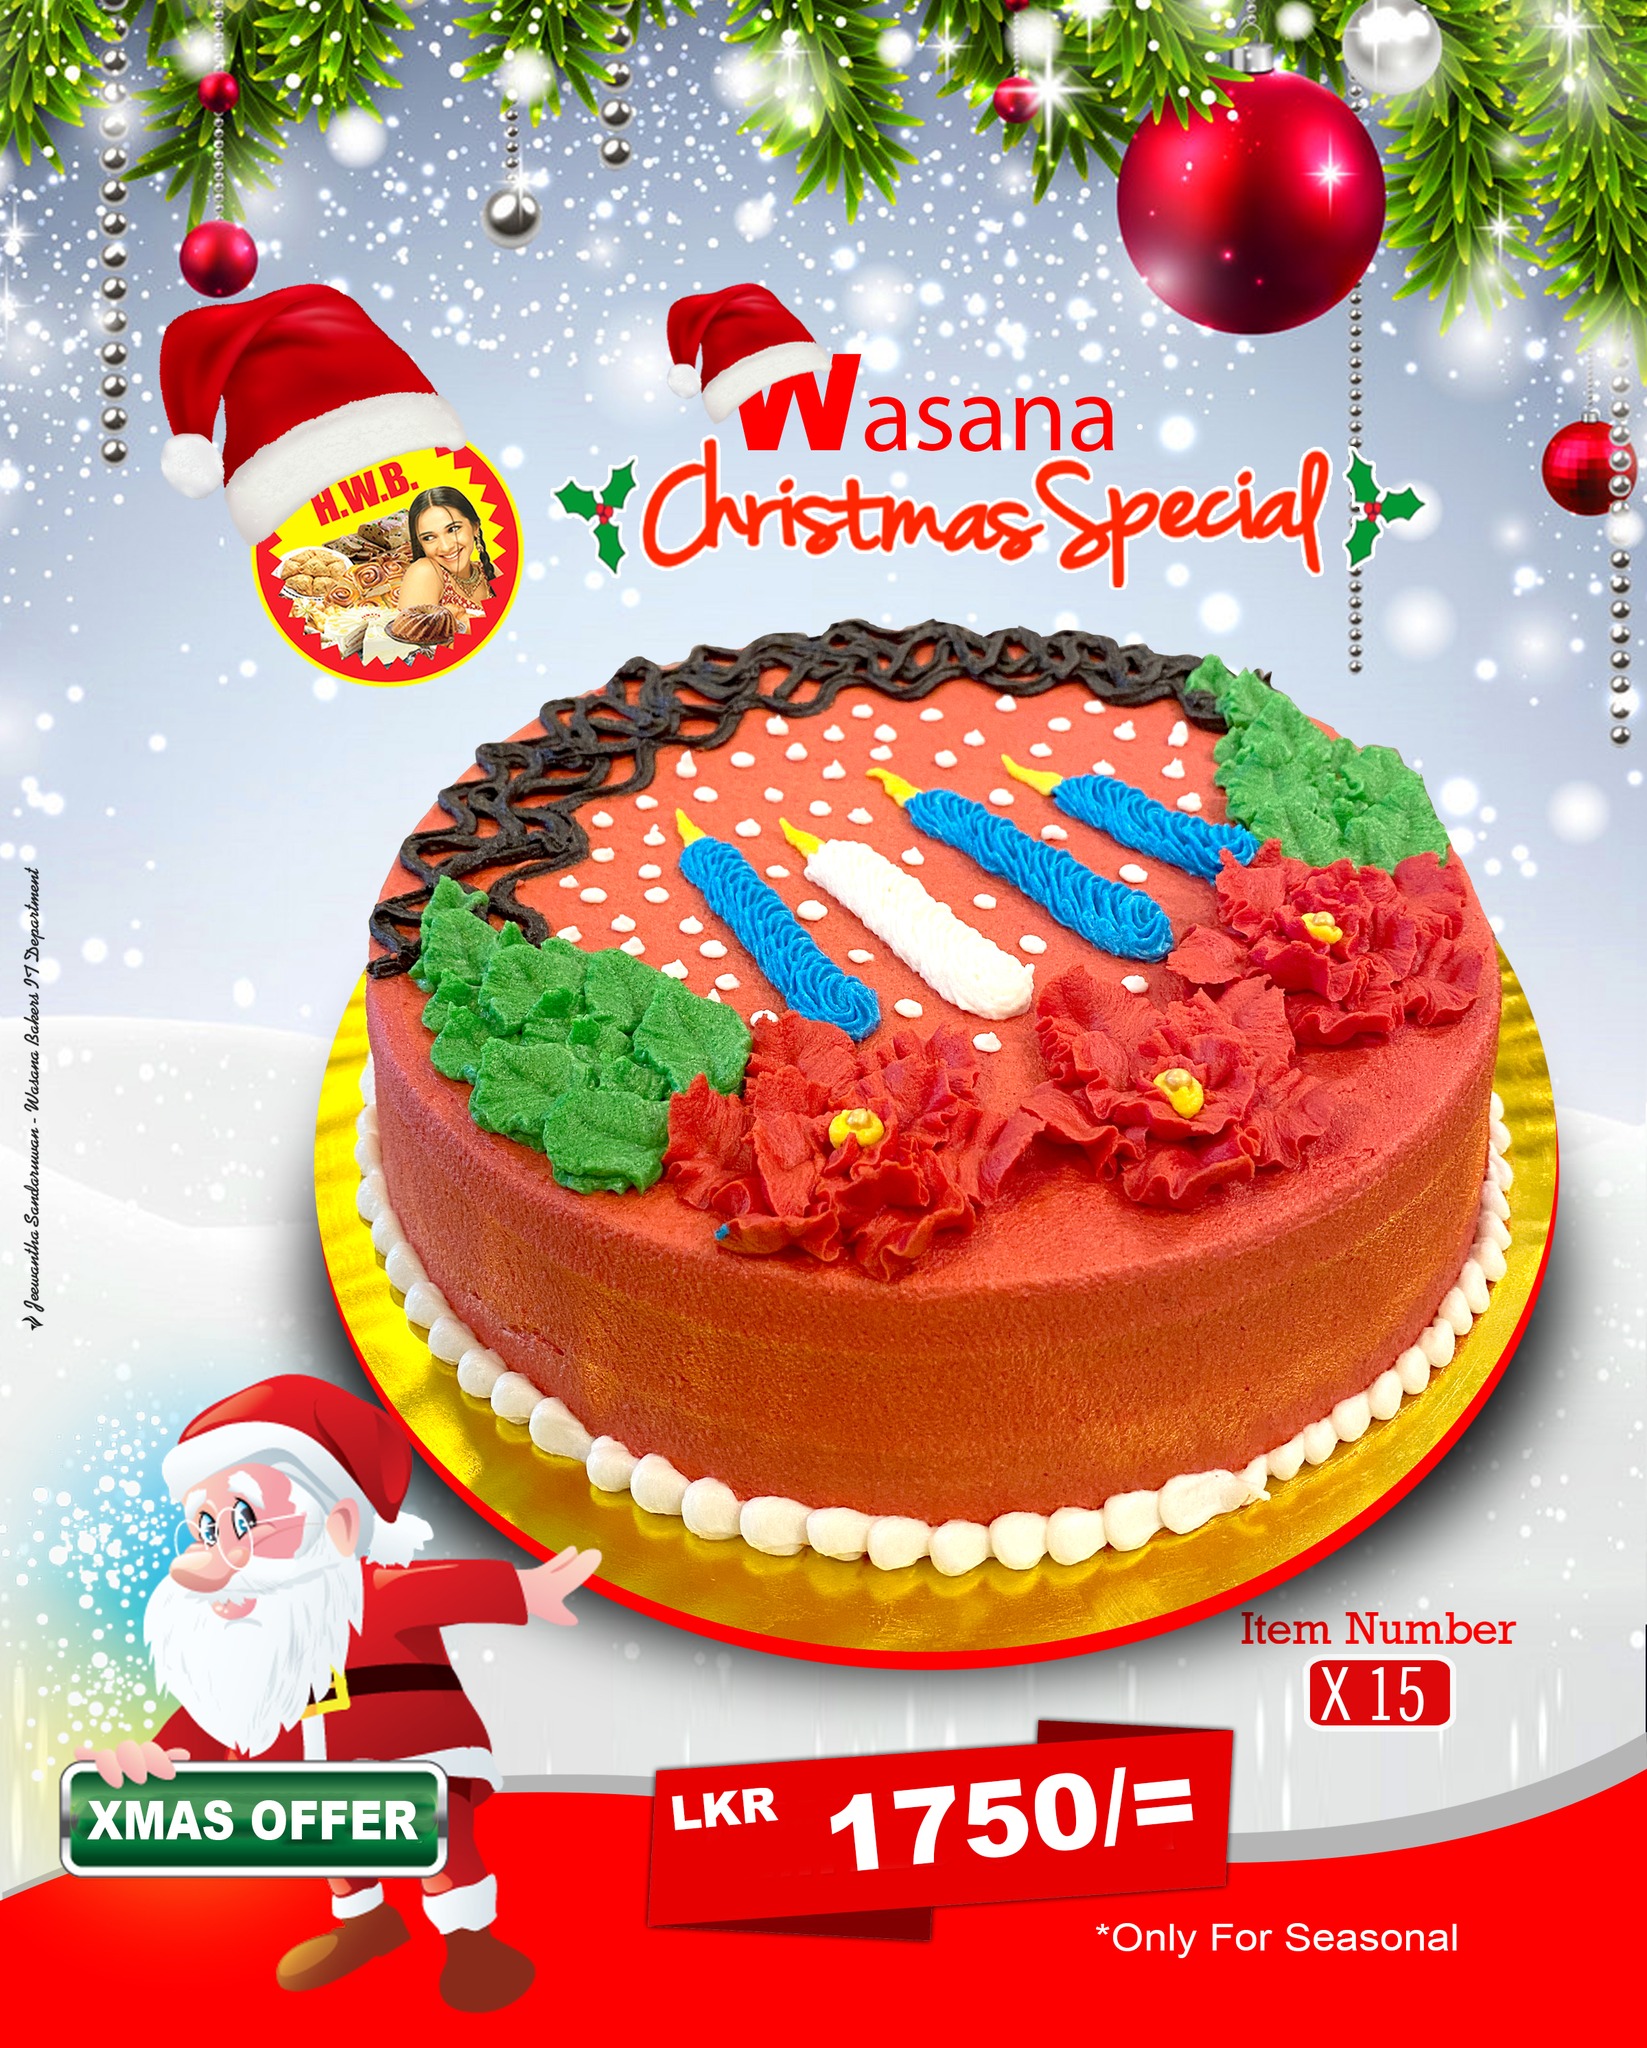 H.W.B.
Wasana
Christmas Special
Jeewantha Sandaruwan - Wasana Bakers IT Department
Item Number
X 15
XMAS OFFER
LKR 1750/=
*Only For Seasonal